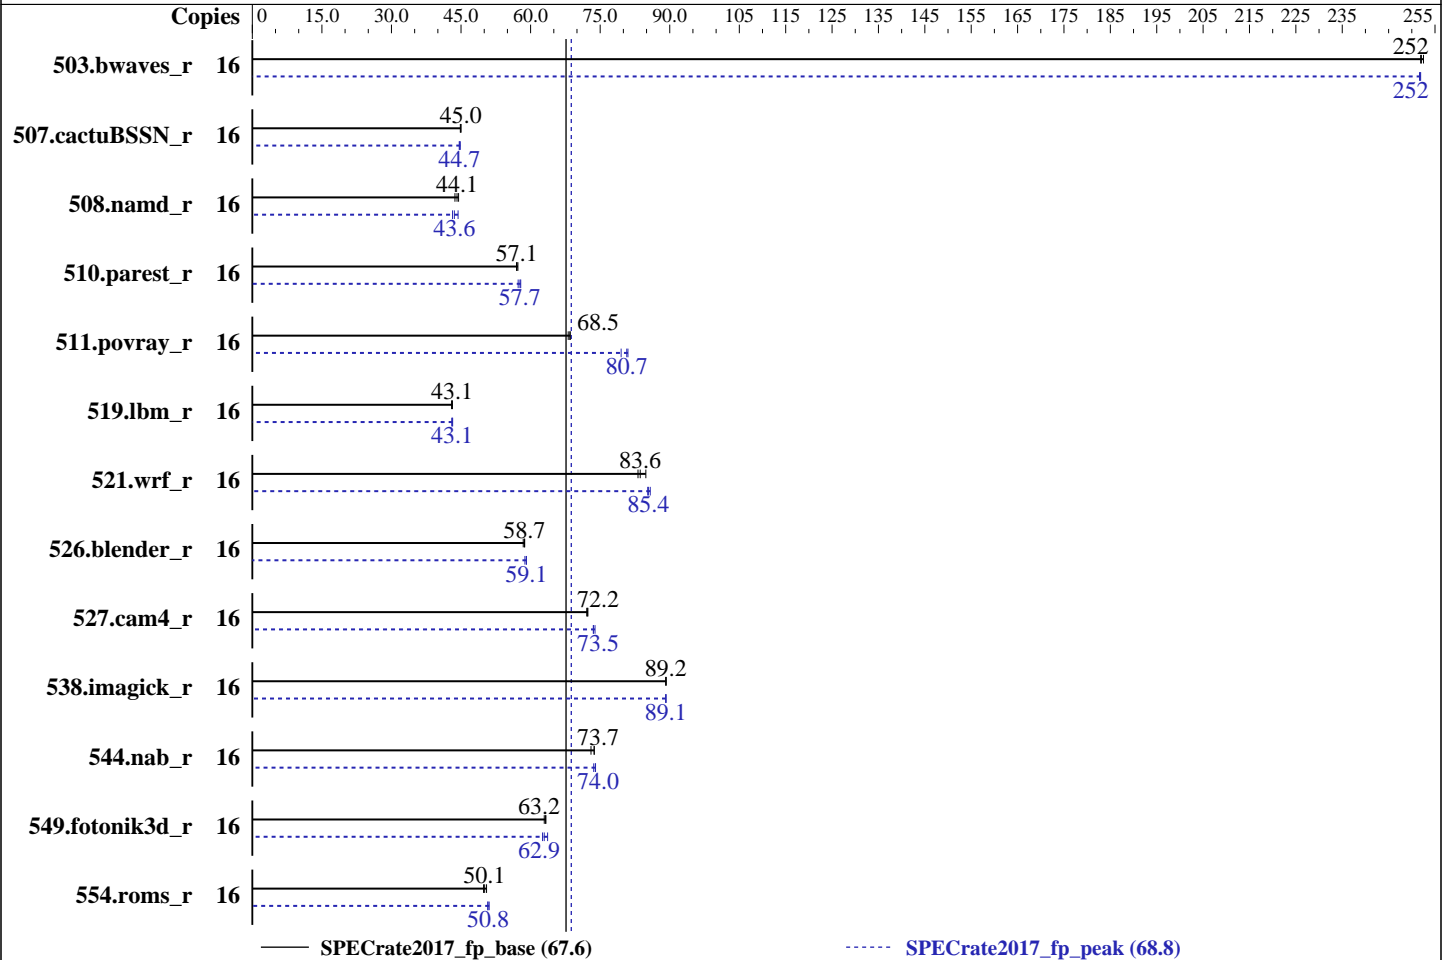 Copies 0 15.0 30.0 45.0 60.0 75.0 90.0 105 115 125 135 145 155 165 175 185 195 205 215 225 235 255
503.bwaves_r 16 252
252
507.cactuBSSN_r 16 45.0
44.7
508.namd_r 16 44.1
43.6
510.parest_r 16 57.1
57.7
511.povray_r 16 68.5
80.7
519.lbm_r 16 43.1
43.1
521.wrf_r 16 83.6
85.4
526.blender_r 16 58.7
59.1
527.cam4_r 16 72.2
73.5
538.imagick_r 16 89.2
89.1
544.nab_r 16 73.7
74.0
549.fotonik3d_r 16 63.2
62.9
554.roms_r 16 50.1
50.8
SPECrate2017_fp_base (67.6) SPECrate2017_fp_peak (68.8)